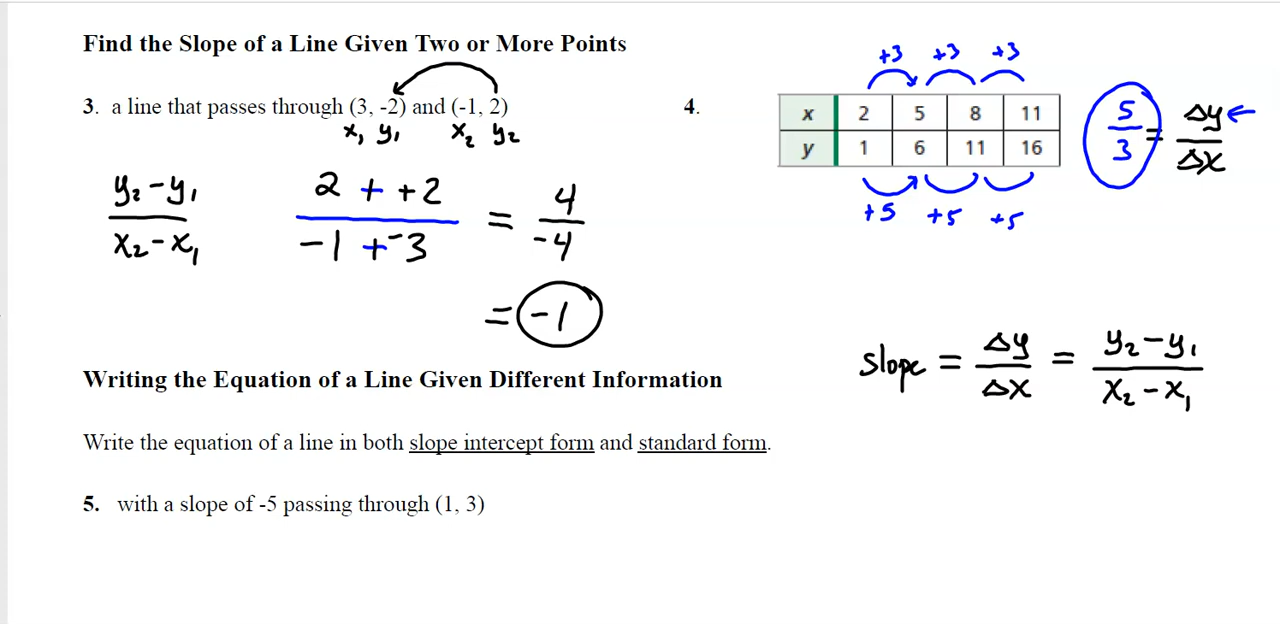 Find the Slope of a Line Given Two or More Points
3. a line that passes through (3, -2) and (-1, 2)
x₁ y₁ x₂ y₂
y₂ - y₁ / x₂ - x₁
2 + +2 / -1 + -3 = 4 / -4
= -1
4.
+3 +3 +3
x 2 5 8 11
y 1 6 11 16
+5 +5 +5
5/3 = Δy/Δx
slope = Δy/Δx = y₂ - y₁ / x₂ - x₁
Writing the Equation of a Line Given Different Information
Write the equation of a line in both slope intercept form and standard form.
5. with a slope of -5 passing through (1, 3)